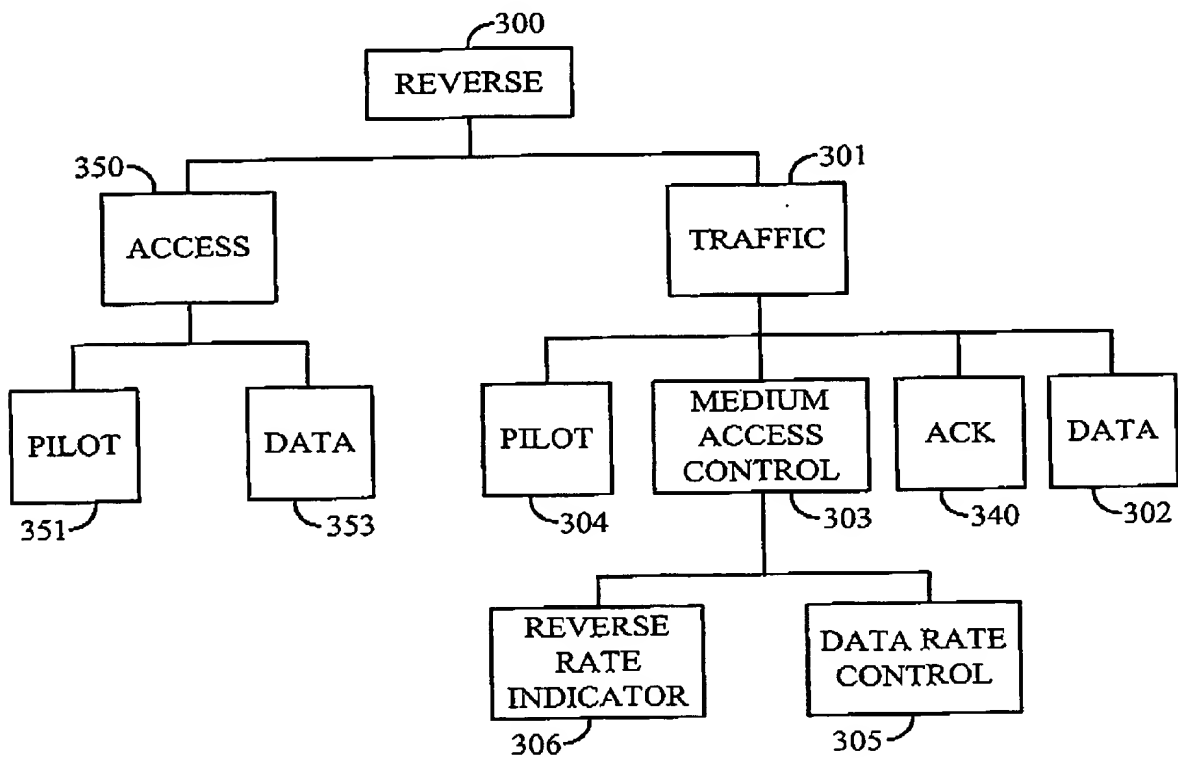 300
REVERSE
350
301
ACCESS
TRAFFIC
PILOT
DATA
PILOT
MEDIUM
ACCESS
CONTROL
ACK
DATA
351
353
304
303
340
302
REVERSE
RATE
INDICATOR
DATA RATE
CONTROL
306
305